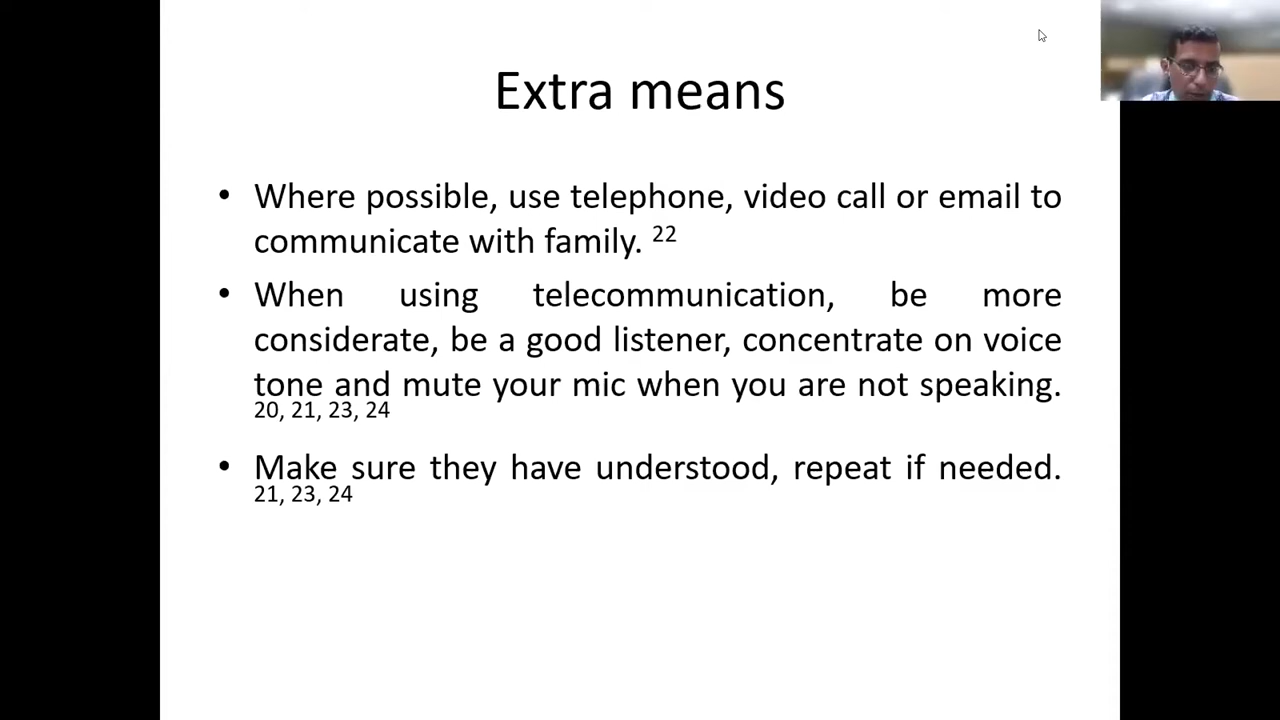 Extra means
• Where possible, use telephone, video call or email to
communicate with family. 22
• When using telecommunication, be more
considerate, be a good listener, concentrate on voice
tone and mute your mic when you are not speaking.
20, 21, 23, 24
• Make sure they have understood, repeat if needed.
21, 23, 24